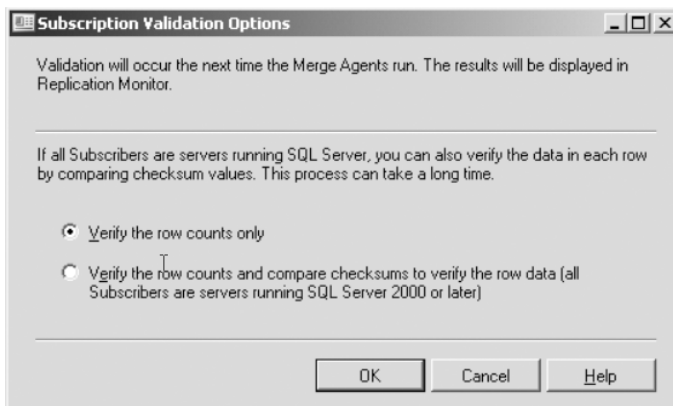 Subscription Validation Options
Validation will occur the next time the Merge Agents run. The results will be displayed in
Replication Monitor.
If all Subscribers are servers running SQL Server, you can also verify the data in each row
by comparing checksum values. This process can take a long time.
Verify the row counts only
Verify the row counts and compare checksums to verify the row data (all
Subscribers are servers running SQL Server 2000 or later)
OK Cancel Help